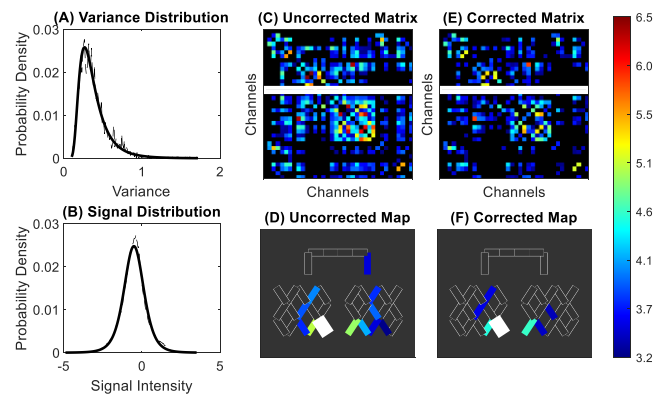 (A) Variance Distribution
0.03
0.02
0.01
0
Probability Density
0
1
2
Variance
(B) Signal Distribution
0.03
0.02
0.01
0
Probability Density
-5
0
5
Signal Intensity
(C) Uncorrected Matrix
Channels
Channels
(D) Uncorrected Map
(E) Corrected Matrix
Channels
Channels
(F) Corrected Map
6.5
6.0
5.5
5.1
4.6
4.1
3.7
3.2